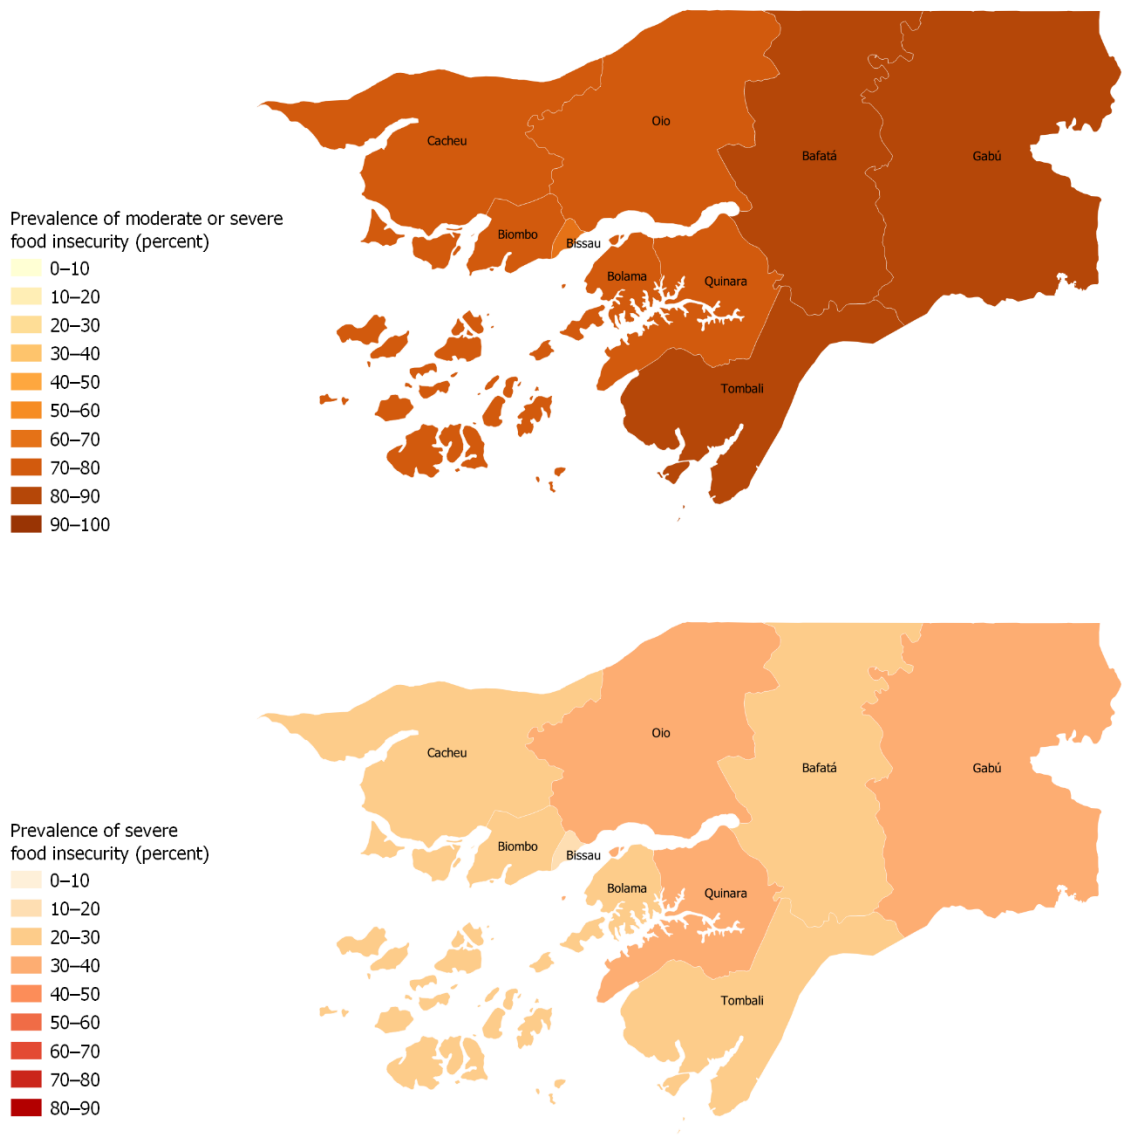 Oio
Cacheu
Bafatá
Gabú
Prevalence of moderate or severe
food insecurity (percent)
Biombo
Bissau
Bolama
Quinara
Tombali
0–10
10–20
20–30
30–40
40–50
50–60
60–70
70–80
80–90
90–100
Oio
Cacheu
Bafatá
Gabú
Prevalence of severe
food insecurity (percent)
Biombo
Bissau
Bolama
Quinara
Tombali
0–10
10–20
20–30
30–40
40–50
50–60
60–70
70–80
80–90